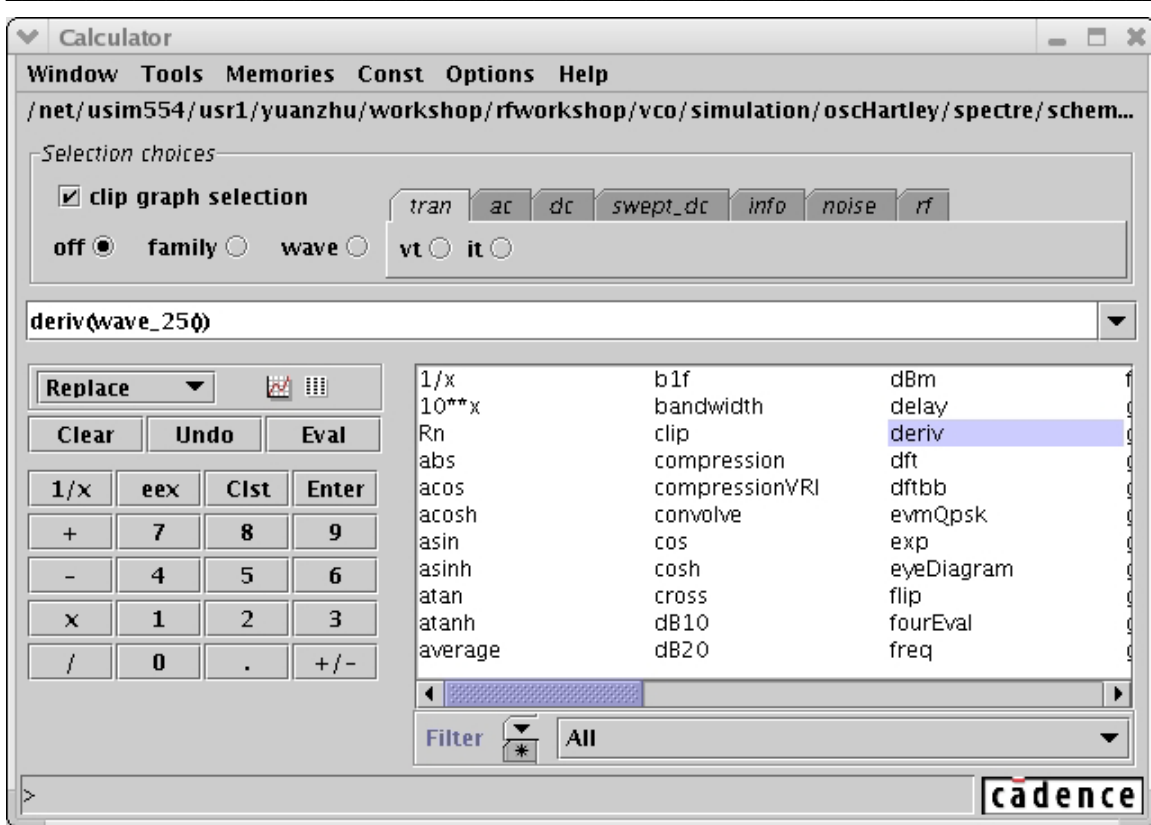 Calculator
Window Tools Memories Const Options Help
/net/usim554/usr1/yuanzhu/workshop/rfworkshop/vco/simulation/oscHartley/spectre/schem...
Selection choices
clip graph selection
tran ac dc swept_dc info noise rf
off family wave vt it
deriv(wave_250)
Replace
Clear Undo Eval
1/x eex Clst Enter
+ 7 8 9
- 4 5 6
x 1 2 3
/ 0 . +/-
1/x b1f dBm
10**x bandwidth delay
Rn clip deriv
abs compression dft
acos compressionVRI dftbb
acosh convolve evmQpsk
asin cos exp
asinh cosh eyeDiagram
atan cross flip
atanh dB10 fourEval
average dB20 freq
Filter All
>
cadence